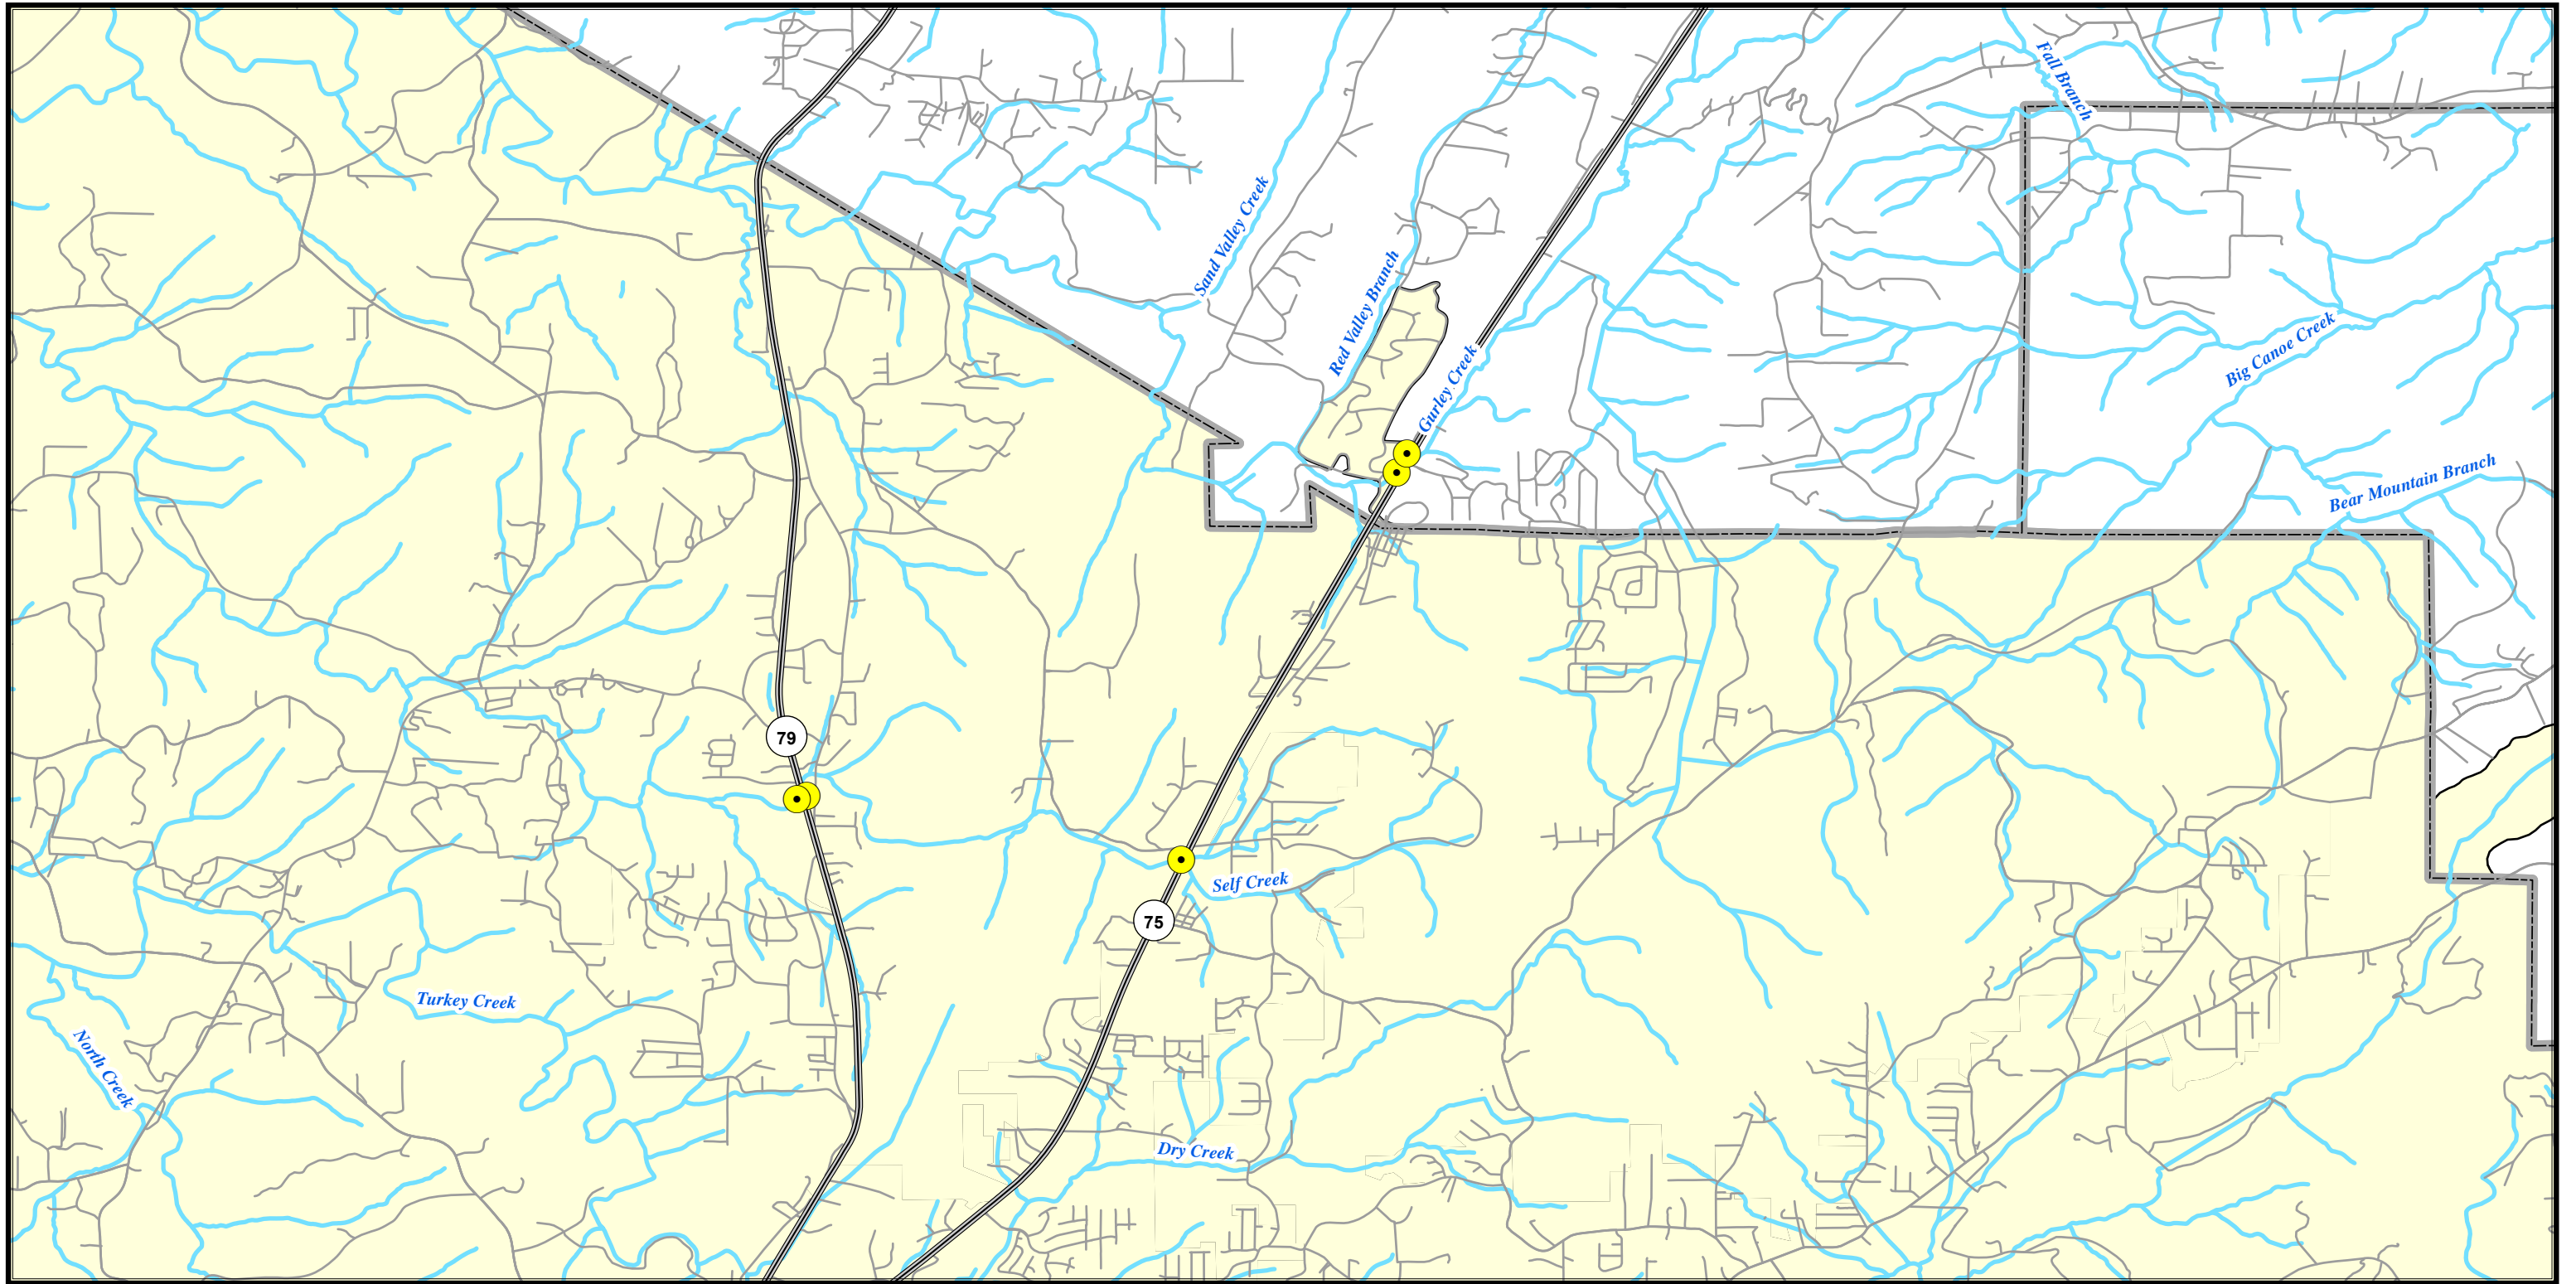 Fall Branch
Sand Valley Creek
Red Valley Branch
Big Canoe Creek
Gurley Creek
Bear Mountain Branch
79
Self Creek
75
Turkey Creek
North Creek
Dry Creek